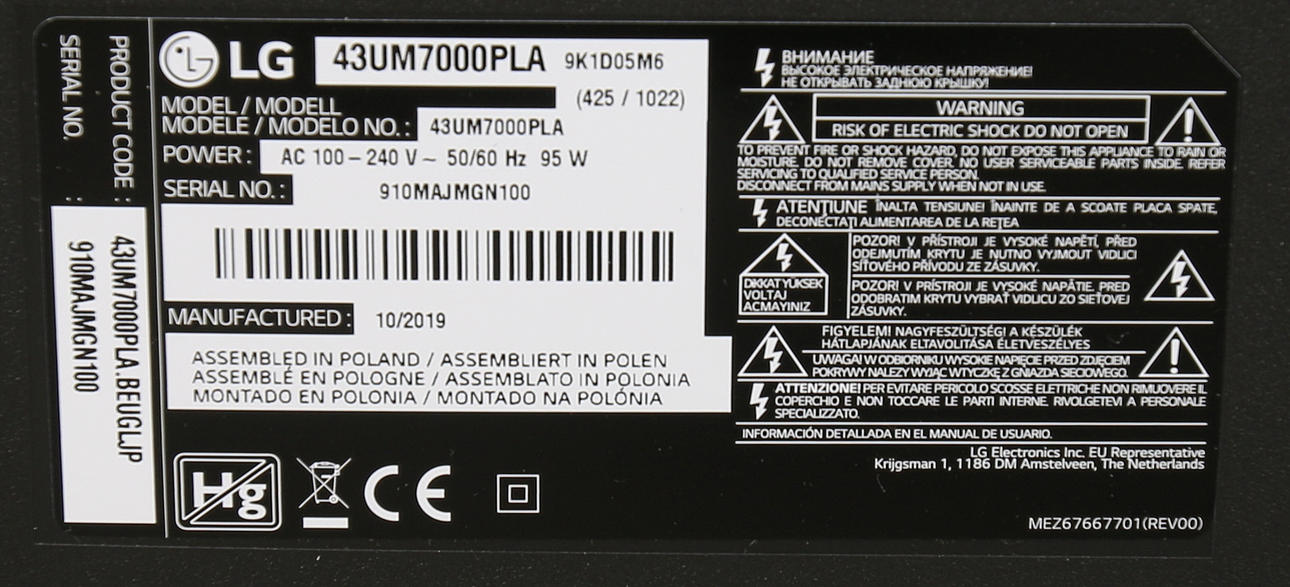 PRODUCT CODE :
SERIAL NO. :
43UM7000PLA.BEUGLJP
910MAJMGN100
LG 43UM7000PLA 9K1D05M6
(425 / 1022)
MODEL / MODELL
MODÈLE / MODELO NO. : 43UM7000PLA
POWER : AC 100 – 240 V ~ 50/60 Hz 95 W
SERIAL NO. : 910MAJMGN100
MANUFACTURED : 10/2019
ASSEMBLED IN POLAND / ASSEMBLIERT IN POLEN
ASSEMBLÉ EN POLOGNE / ASSEMBLATO IN POLONIA
MONTADO EN POLONIA / MONTADO NA POLÓNIA
Hg
CE
ВНИМАНИЕ
ВЫСОКОЕ ЭЛЕКТРИЧЕСКОЕ НАПРЯЖЕНИЕ!
НЕ ОТКРЫВАТЬ ЗАДНЮЮ КРЫШКУ!
WARNING
RISK OF ELECTRIC SHOCK DO NOT OPEN
TO PREVENT FIRE OR SHOCK HAZARD, DO NOT EXPOSE THIS APPLIANCE TO RAIN OR
MOISTURE. DO NOT REMOVE COVER. NO USER SERVICEABLE PARTS INSIDE. REFER
SERVICING TO QUALIFIED SERVICE PERSON.
DISCONNECT FROM MAINS SUPPLY WHEN NOT IN USE.
ATENŢIUNE ÎNALTA TENSIUNE! ÎNAINTE DE A SCOATE PLACA SPATE,
DECONECTAŢI ALIMENTAREA DE LA REŢEA
DİKKAT YÜKSEK
VOLTAJ
AÇMAYINIZ
POZOR! V PŘÍSTROJI JE VYSOKÉ NAPĚTÍ, PŘED
ODEJMUTÍM KRYTU JE NUTNO VYJMOUT VIDLICI
SÍŤOVÉHO PŘÍVODU ZE ZÁSUVKY.
POZOR! V PRÍSTROJI JE VYSOKÉ NAPÄTIE. PRED
ODOBRATIM KRYTU VYBRAŤ VIDLICU ZO SIEŤOVEJ
ZÁSUVKY.
FIGYELEM! NAGYFESZÜLTSÉG! A KÉSZÜLÉK
HÁTLAPJÁNAK ELTAVOLITÁSA ÉLETVESZÉLYES
UWAGA! W ODBIORNIKU WYSOKIE NAPIĘCIE PRZED ZDJĘCIEM
POKRYWY NALEŻY WYJĄĆ WTYCZKĘ Z GNIAZDA SIECIOWEGO.
ATTENZIONE! PER EVITARE PERICOLO SCOSSE ELETTRICHE NON RIMUOVERE IL
COPERCHIO E NON TOCCARE LE PARTI INTERNE. RIVOLGETEVI A PERSONALE
SPECIALIZZATO.
INFORMACIÓN DETALLADA EN EL MANUAL DE USUARIO.
LG Electronics Inc. EU Representative
Krijgsman 1, 1186 DM Amstelveen, The Netherlands
MEZ67667701(REV00)